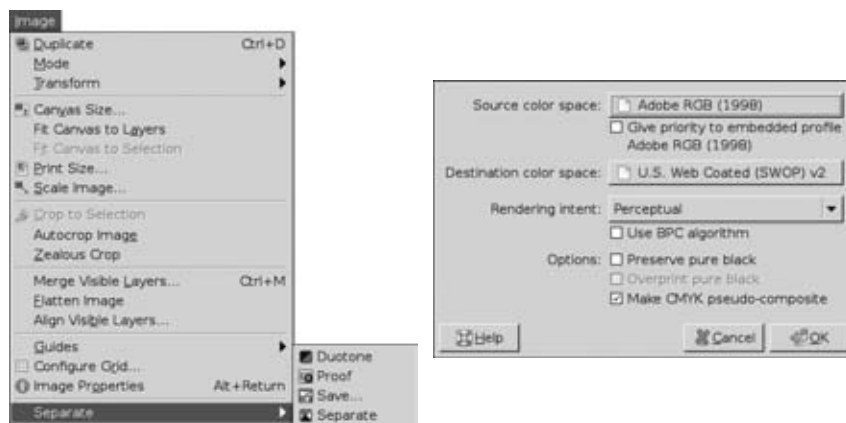 Image
Duplicate Ctrl+D
Mode
Transform
Canvas Size...
Fit Canvas to Layers
Fit Canvas to Selection
Print Size...
Scale Image...
Crop to Selection
Autocrop Image
Zealous Crop
Merge Visible Layers... Ctrl+M
Flatten Image
Align Visible Layers...
Guides
Configure Grid...
Image Properties Alt+Return
Separate
Duotone
Proof
Save...
Separate
Source color space: Adobe RGB (1998)
Give priority to embedded profile
Adobe RGB (1998)
Destination color space: U.S. Web Coated (SWOP) v2
Rendering intent: Perceptual
Use BPC algorithm
Options: Preserve pure black
Overprint pure black
Make CMYK pseudo-composite
Help Cancel OK